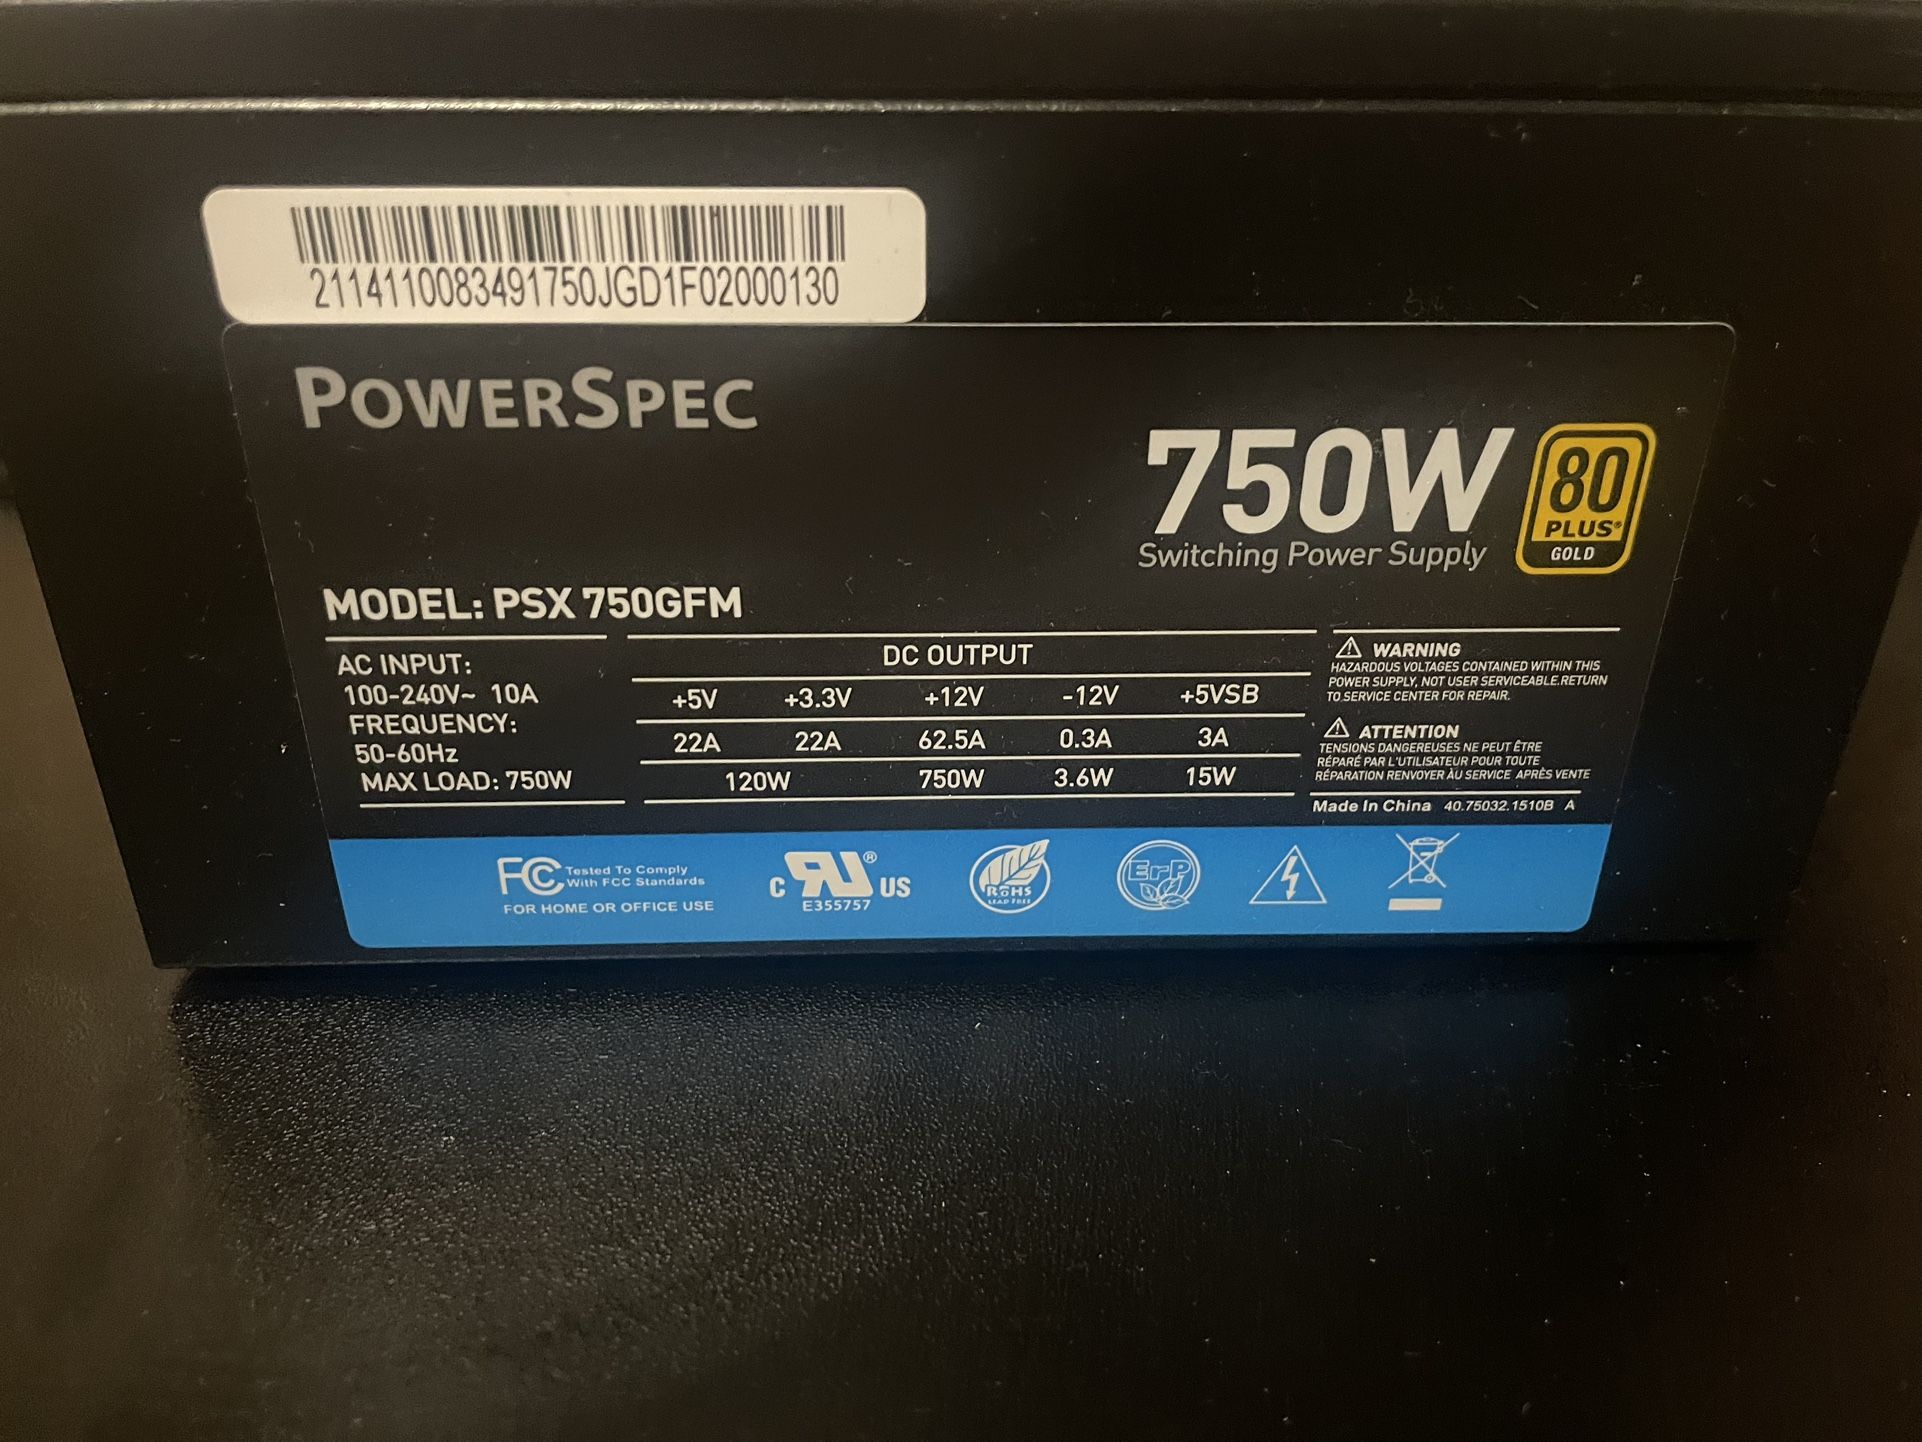 2114110083491750JGD1F02000130
POWERSPEC
750W
Switching Power Supply
80
PLUS®
GOLD
MODEL: PSX 750GFM
AC INPUT:
100-240V~ 10A
FREQUENCY:
50-60Hz
MAX LOAD: 750W
DC OUTPUT
+5V +3.3V +12V -12V +5VSB
22A 22A 62.5A 0.3A 3A
120W 750W 3.6W 15W
WARNING
HAZARDOUS VOLTAGES CONTAINED WITHIN THIS
POWER SUPPLY, NOT USER SERVICEABLE.RETURN
TO SERVICE CENTER FOR REPAIR.
ATTENTION
TENSIONS DANGEREUSES NE PEUT ÊTRE
RÉPARÉ PAR L'UTILISATEUR POUR TOUTE
RÉPARATION RENVOYER ÀU SERVICE APRÈS VENTE
Made In China 40.75032.1510B A
FC Tested To Comply
With FCC Standards
FOR HOME OR OFFICE USE
C RU® US
E355757
RoHS
LEAD FREE
ErP